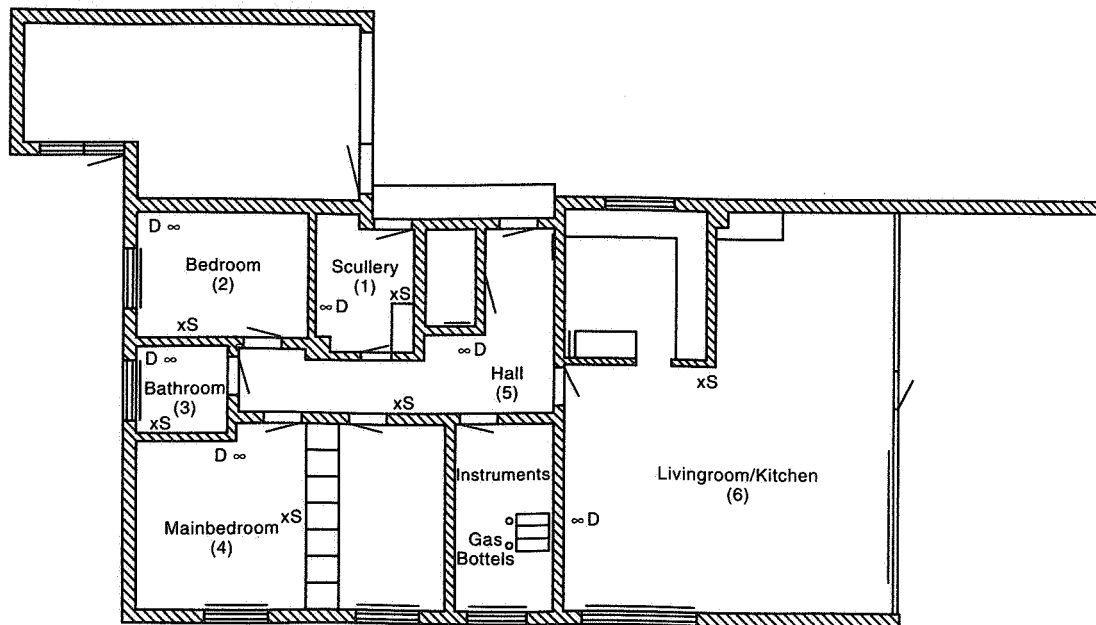 D ∞
Bedroom
(2)
xS
Scullery
(1)
xS
∞ D
∞ D
D ∞
Bathroom
(3)
xS
Hall
(5)
xS
xS
D ∞
Mainbedroom
(4)
xS
Instruments
Gas
Bottels
∞ D
Livingroom/Kitchen
(6)